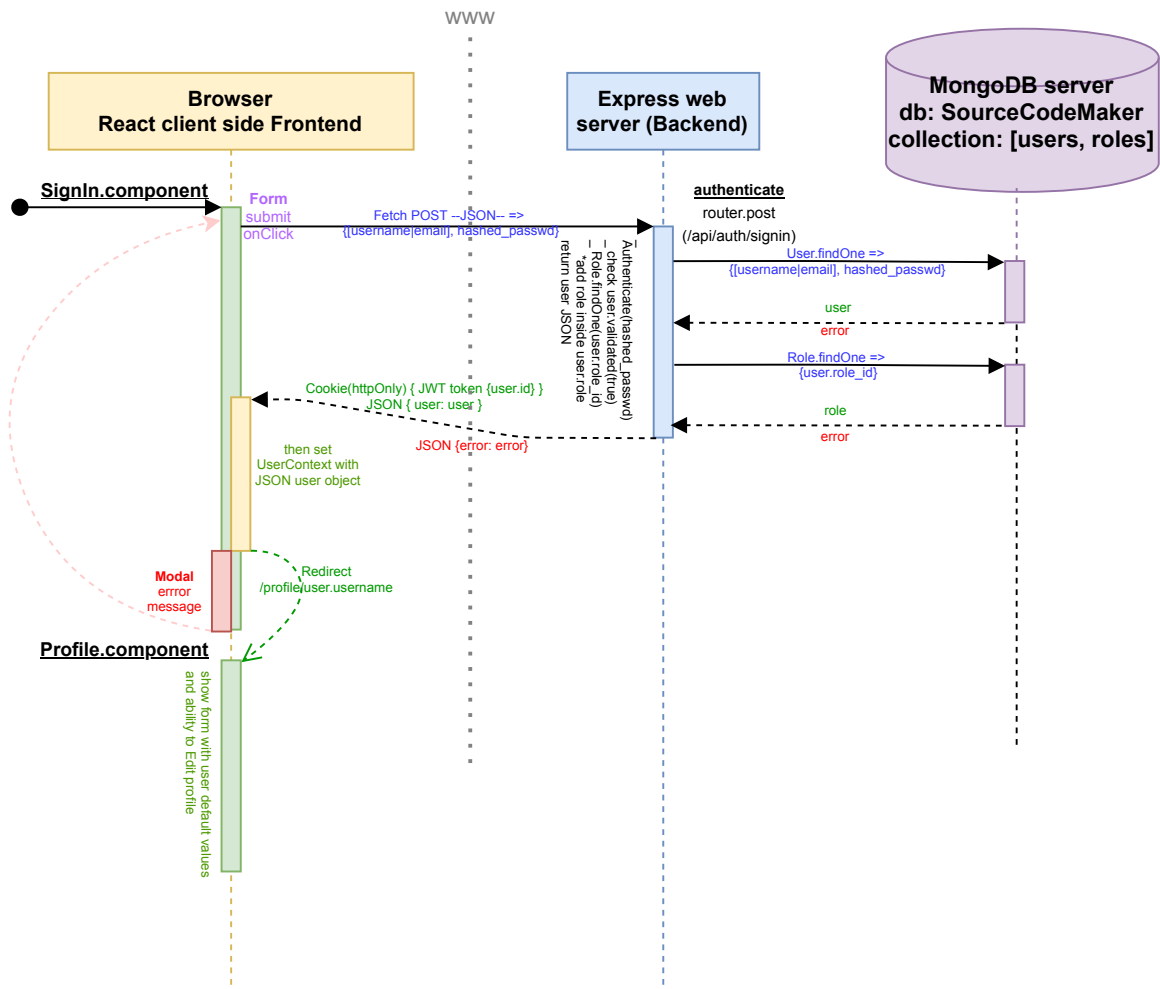 www
Browser
React client side Frontend
Express web
server (Backend)
MongoDB server
db: SourceCodeMaker
collection: [users, roles]
SignIn.component
Form
submit
onClick
Fetch POST --JSON-- =>
{[username|email], hashed_passwd}
authenticate
router.post
(/api/auth/signin)
User.findOne =>
{[username|email], hashed_passwd}
_
Authenticate(hashed_passwd)
– check user.validated(true)
– Role.findOne(user.role_id)
*add role inside user.role
return user JSON
user
error
Role.findOne =>
{user.role_id}
role
error
Cookie(httpOnly) { JWT token {user.id} }
JSON { user: user }
JSON {error: error}
then set
UserContext with
JSON user object
Modal
errror
message
Redirect
/profile/user.username
Profile.component
show form with user default values
and ability to Edit profile